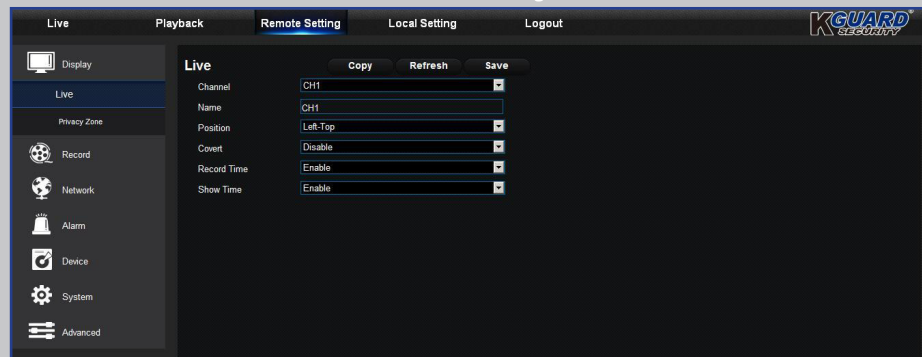 Live Playback Remote Setting Local Setting Logout
KGUARD®
SECURITY
Display
Live
Privacy Zone
Record
Network
Alarm
Device
System
Advanced
Live Copy Refresh Save
Channel CH1
Name CH1
Position Left-Top
Covert Disable
Record Time Enable
Show Time Enable